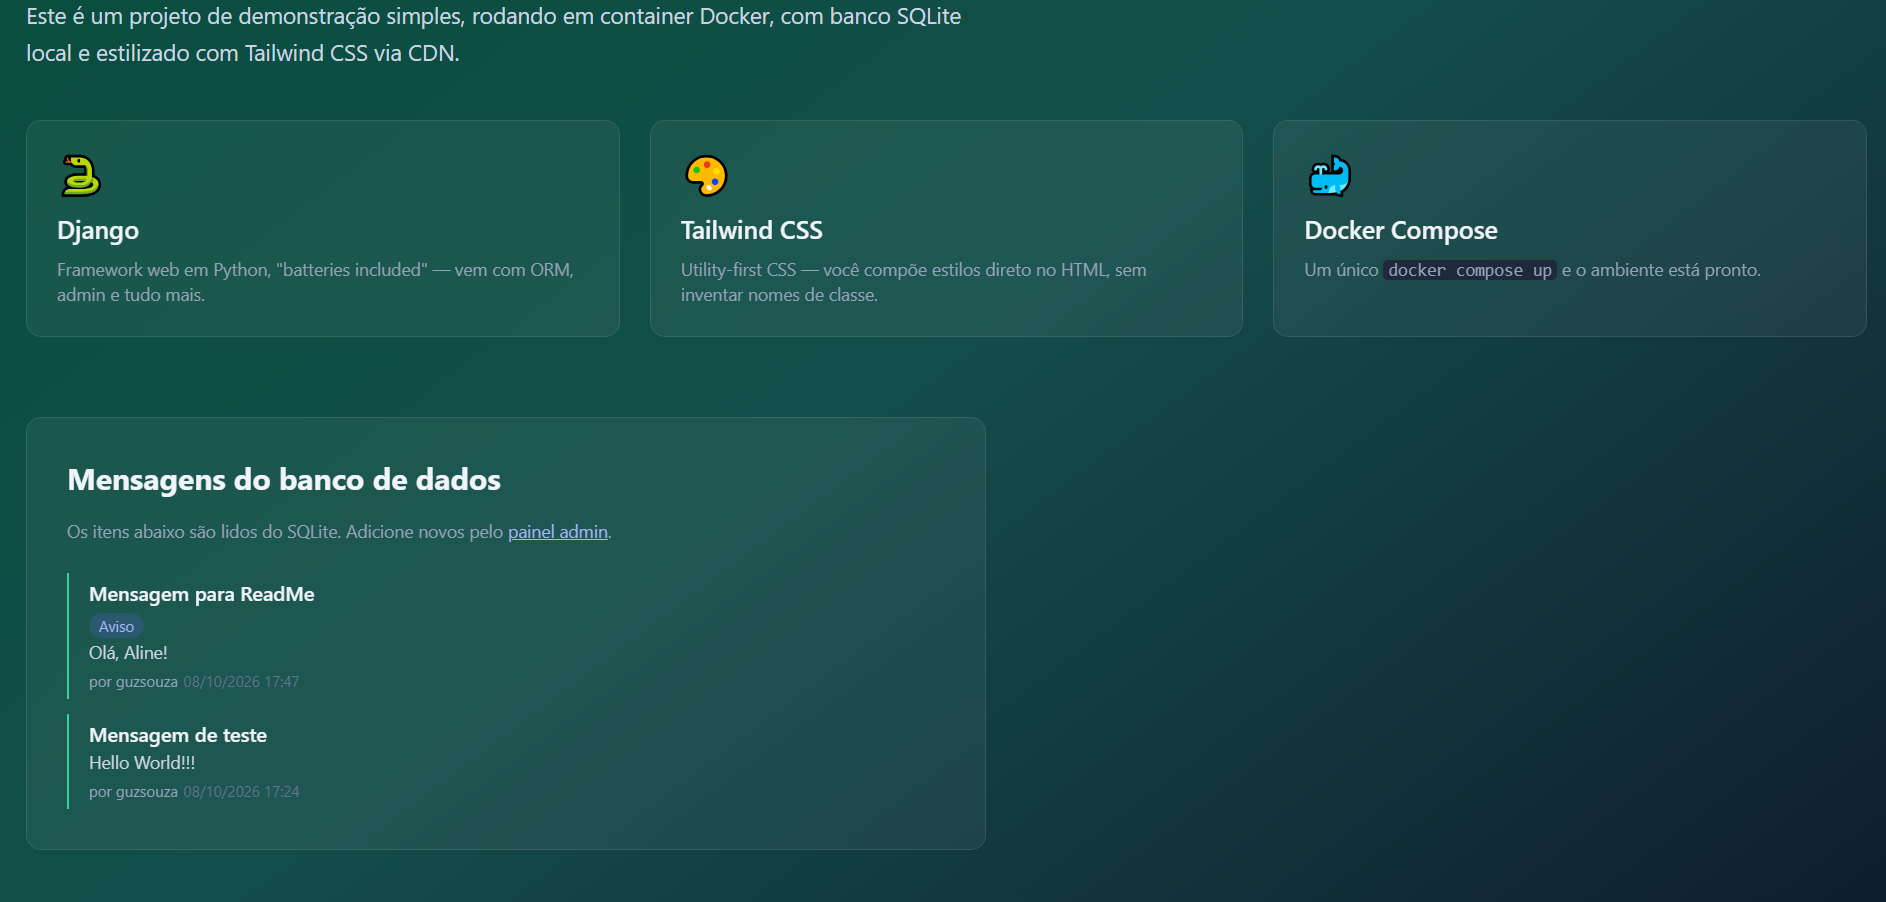 Este é um projeto de demonstração simples, rodando em container Docker, com banco SQLite
local e estilizado com Tailwind CSS via CDN.
Django
Framework web em Python, "batteries included" — vem com ORM,
admin e tudo mais.
Tailwind CSS
Utility-first CSS — você compõe estilos direto no HTML, sem
inventar nomes de classe.
Docker Compose
Um único docker compose up e o ambiente está pronto.
Mensagens do banco de dados
Os itens abaixo são lidos do SQLite. Adicione novos pelo painel admin.
Mensagem para ReadMe
Aviso
Olá, Aline!
por guzsouza 08/10/2026 17:47
Mensagem de teste
Hello World!!!
por guzsouza 08/10/2026 17:24